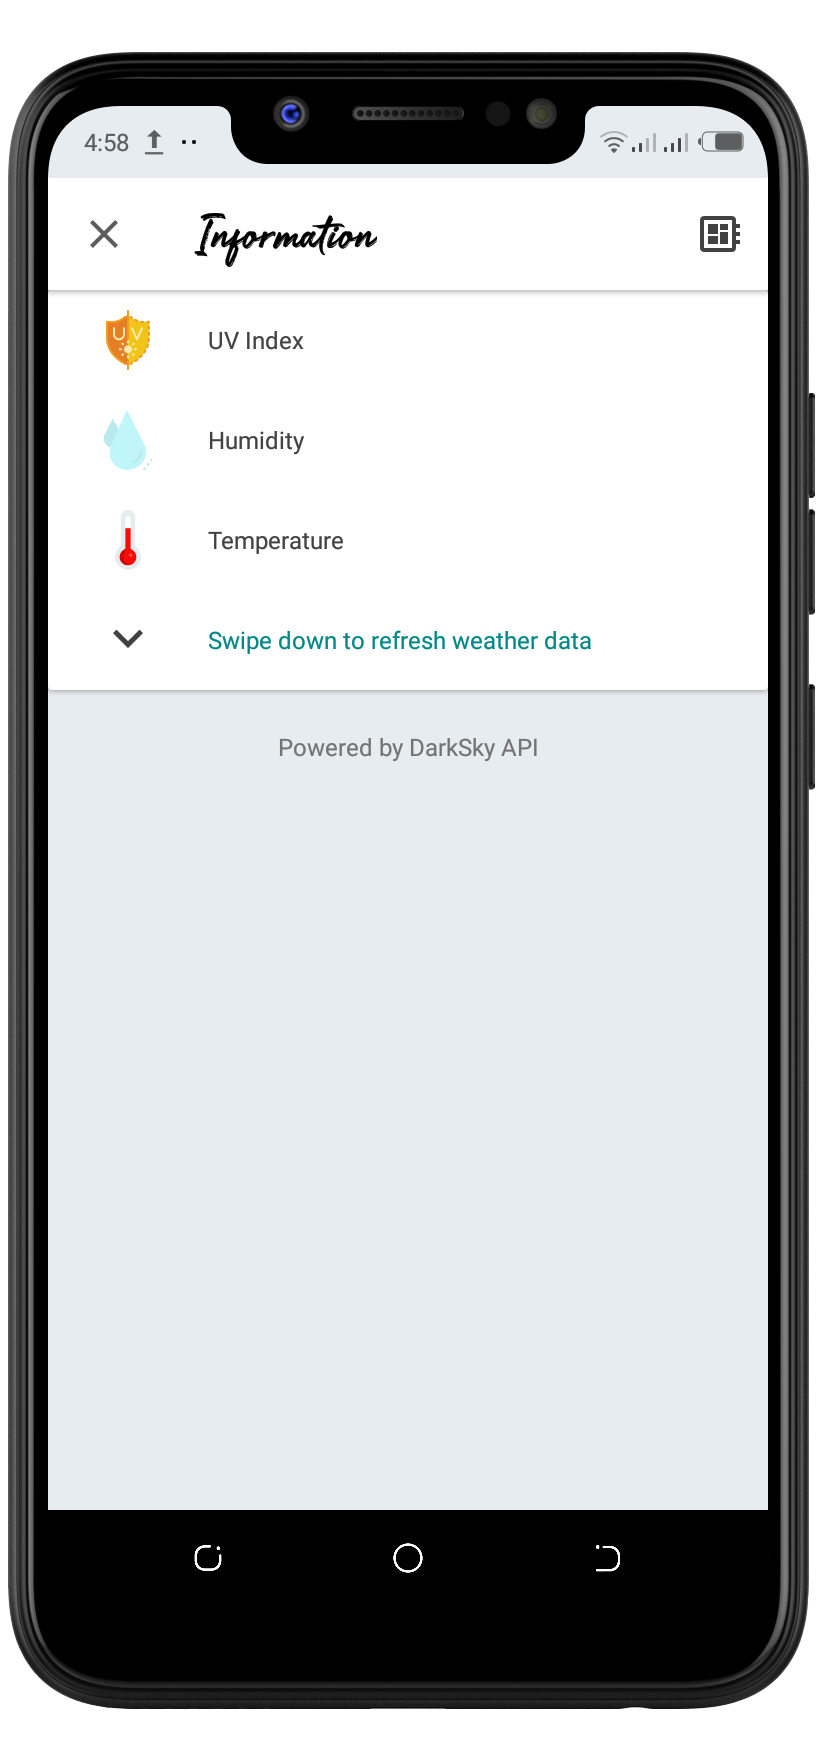 4:58
Information
UV
UV Index
Humidity
Temperature
Swipe down to refresh weather data
Powered by DarkSky API